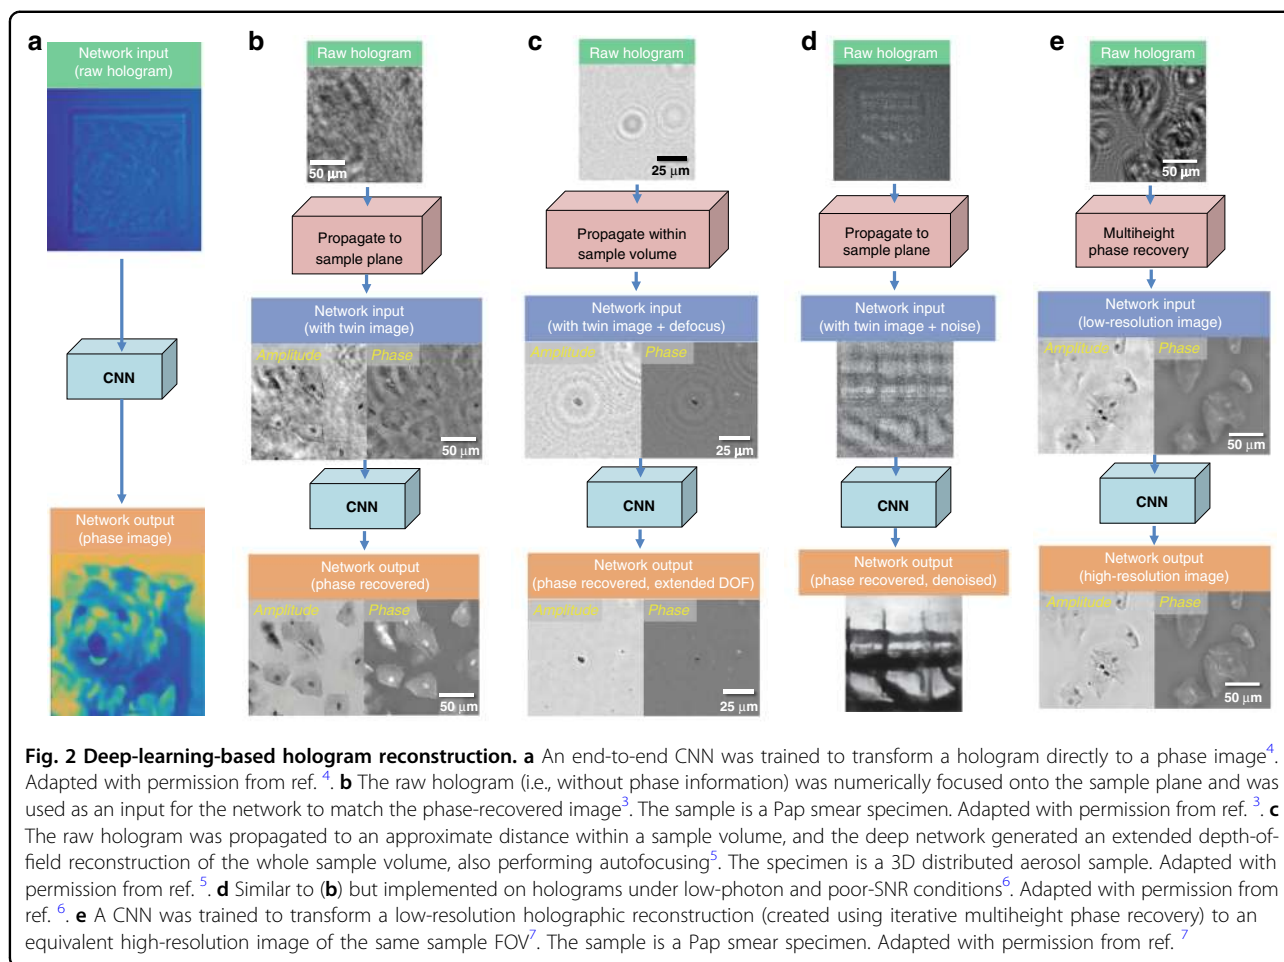 a
Network input
(raw hologram)
CNN
Network output
(phase image)
b
Raw hologram
50 μm
Propagate to
sample plane
Network input
(with twin image)
Amplitude
Phase
50 μm
CNN
Network output
(phase recovered)
Amplitude
Phase
50 μm
c
Raw hologram
25 μm
Propagate within
sample volume
Network input
(with twin image + defocus)
Amplitude
Phase
25 μm
CNN
Network output
(phase recovered, extended DOF)
Amplitude
Phase
25 μm
d
Raw hologram
Propagate to
sample plane
Network input
(with twin image + noise)
CNN
Network output
(phase recovered, denoised)
e
Raw hologram
50 μm
Multiheight
phase recovery
Network input
(low-resolution image)
Amplitude
Phase
50 μm
CNN
Network output
(high-resolution image)
Amplitude
Phase
50 μm
Fig. 2 Deep-learning-based hologram reconstruction. a An end-to-end CNN was trained to transform a hologram directly to a phase image4.
Adapted with permission from ref. 4. b The raw hologram (i.e., without phase information) was numerically focused onto the sample plane and was
used as an input for the network to match the phase-recovered image3. The sample is a Pap smear specimen. Adapted with permission from ref. 3. c
The raw hologram was propagated to an approximate distance within a sample volume, and the deep network generated an extended depth-of-
field reconstruction of the whole sample volume, also performing autofocusing5. The specimen is a 3D distributed aerosol sample. Adapted with
permission from ref. 5. d Similar to (b) but implemented on holograms under low-photon and poor-SNR conditions6. Adapted with permission from
ref. 6. e A CNN was trained to transform a low-resolution holographic reconstruction (created using iterative multiheight phase recovery) to an
equivalent high-resolution image of the same sample FOV7. The sample is a Pap smear specimen. Adapted with permission from ref. 7